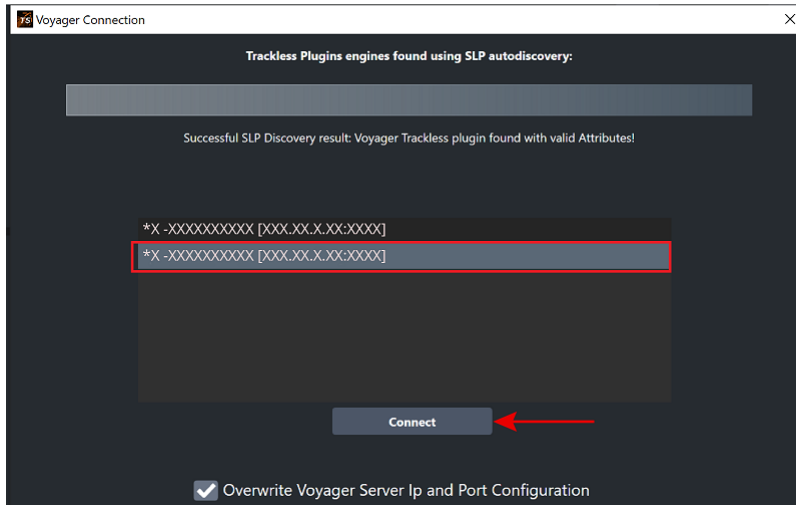 TS Voyager Connection
Trackless Plugins engines found using SLP autodiscovery:
Successful SLP Discovery result: Voyager Trackless plugin found with valid Attributes!
*X -XXXXXXXXXX [XXX.XX.X.XX:XXXX]
*X -XXXXXXXXXX [XXX.XX.X.XX:XXXX]
Connect
Overwrite Voyager Server Ip and Port Configuration